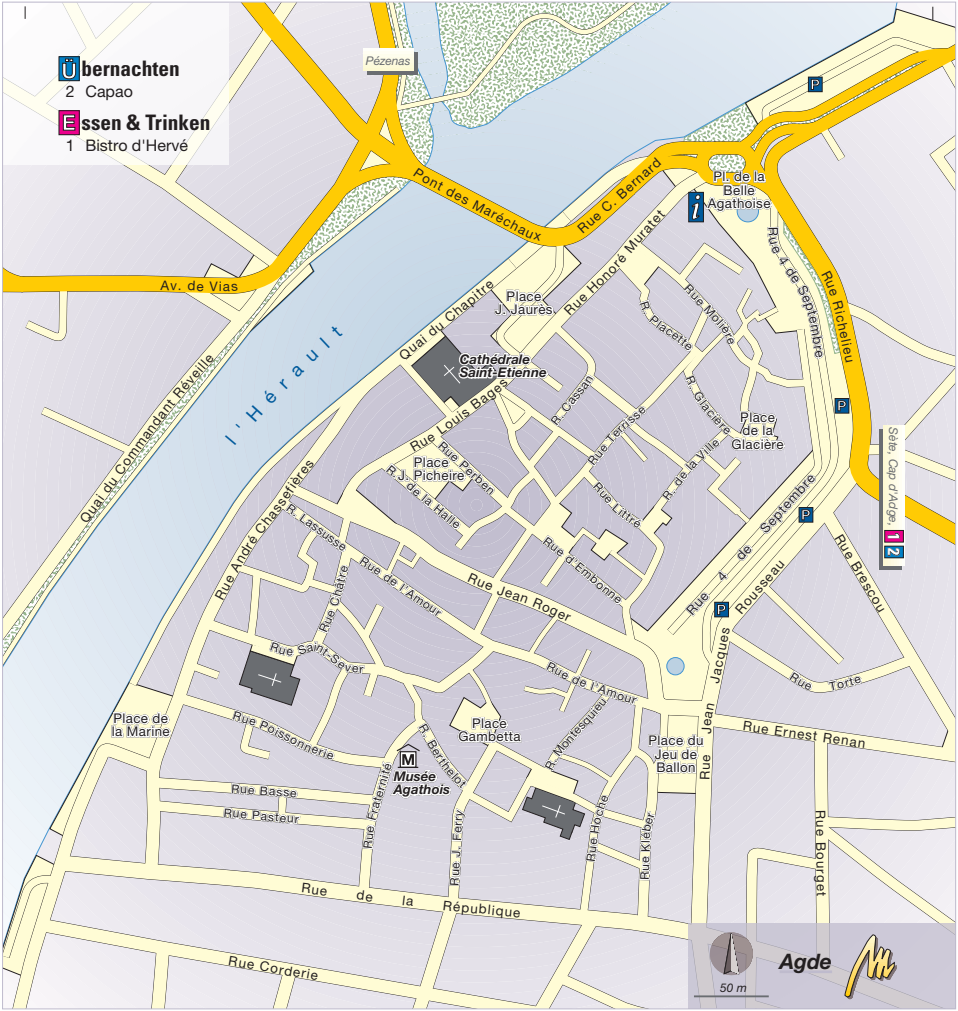 Übernachten
2 Capao
Essen & Trinken
1 Bistro d'Hervé
Pézenas
P
Pont des Maréchaux
Rue C. Bernard
Pl. de la
Belle
Agathoise
i
Rue Honoré Muratet
Rue 4 de Septembre
Rue Richelieu
Av. de Vias
Quai du Chapitre
Place
J. Jaurès
R. Placette
Rue Molière
l'Hérault
Quai du Commandant Réveille
Cathédrale
Saint-Etienne
Rue Louis Bages
R. Cassan
R. Glacière
Rue Terrisse
Place
de la
Glacière
P
Sète, Cap d'Adge, 1 2
Rue Perben
Place
J. Picheire
R. de la Halle
R. de la Ville
Rue Littré
Rue André Chassefières
R. Lassusse
Rue 4 de Septembre
P
Rue d'Embonne
Rue Brescou
Rue Châtre
Rue de l'Amour
Rue Jean Roger
P
Rue Jean Jacques Rousseau
Rue Saint-Sever
Rue de l'Amour
Rue Torte
Place de
la Marine
Rue Poissonnerie
R. Berthelot
Place
Gambetta
R. Montesquieu
Place du
Jeu de
Ballon
Rue Ernest Renan
M
Musée
Agathois
Rue Basse
Rue Pasteur
Rue Fraternité
Rue J. Ferry
Rue Hoche
Rue Kléber
Rue Bourget
Rue de la République
Rue Corderie
50 m
Agde